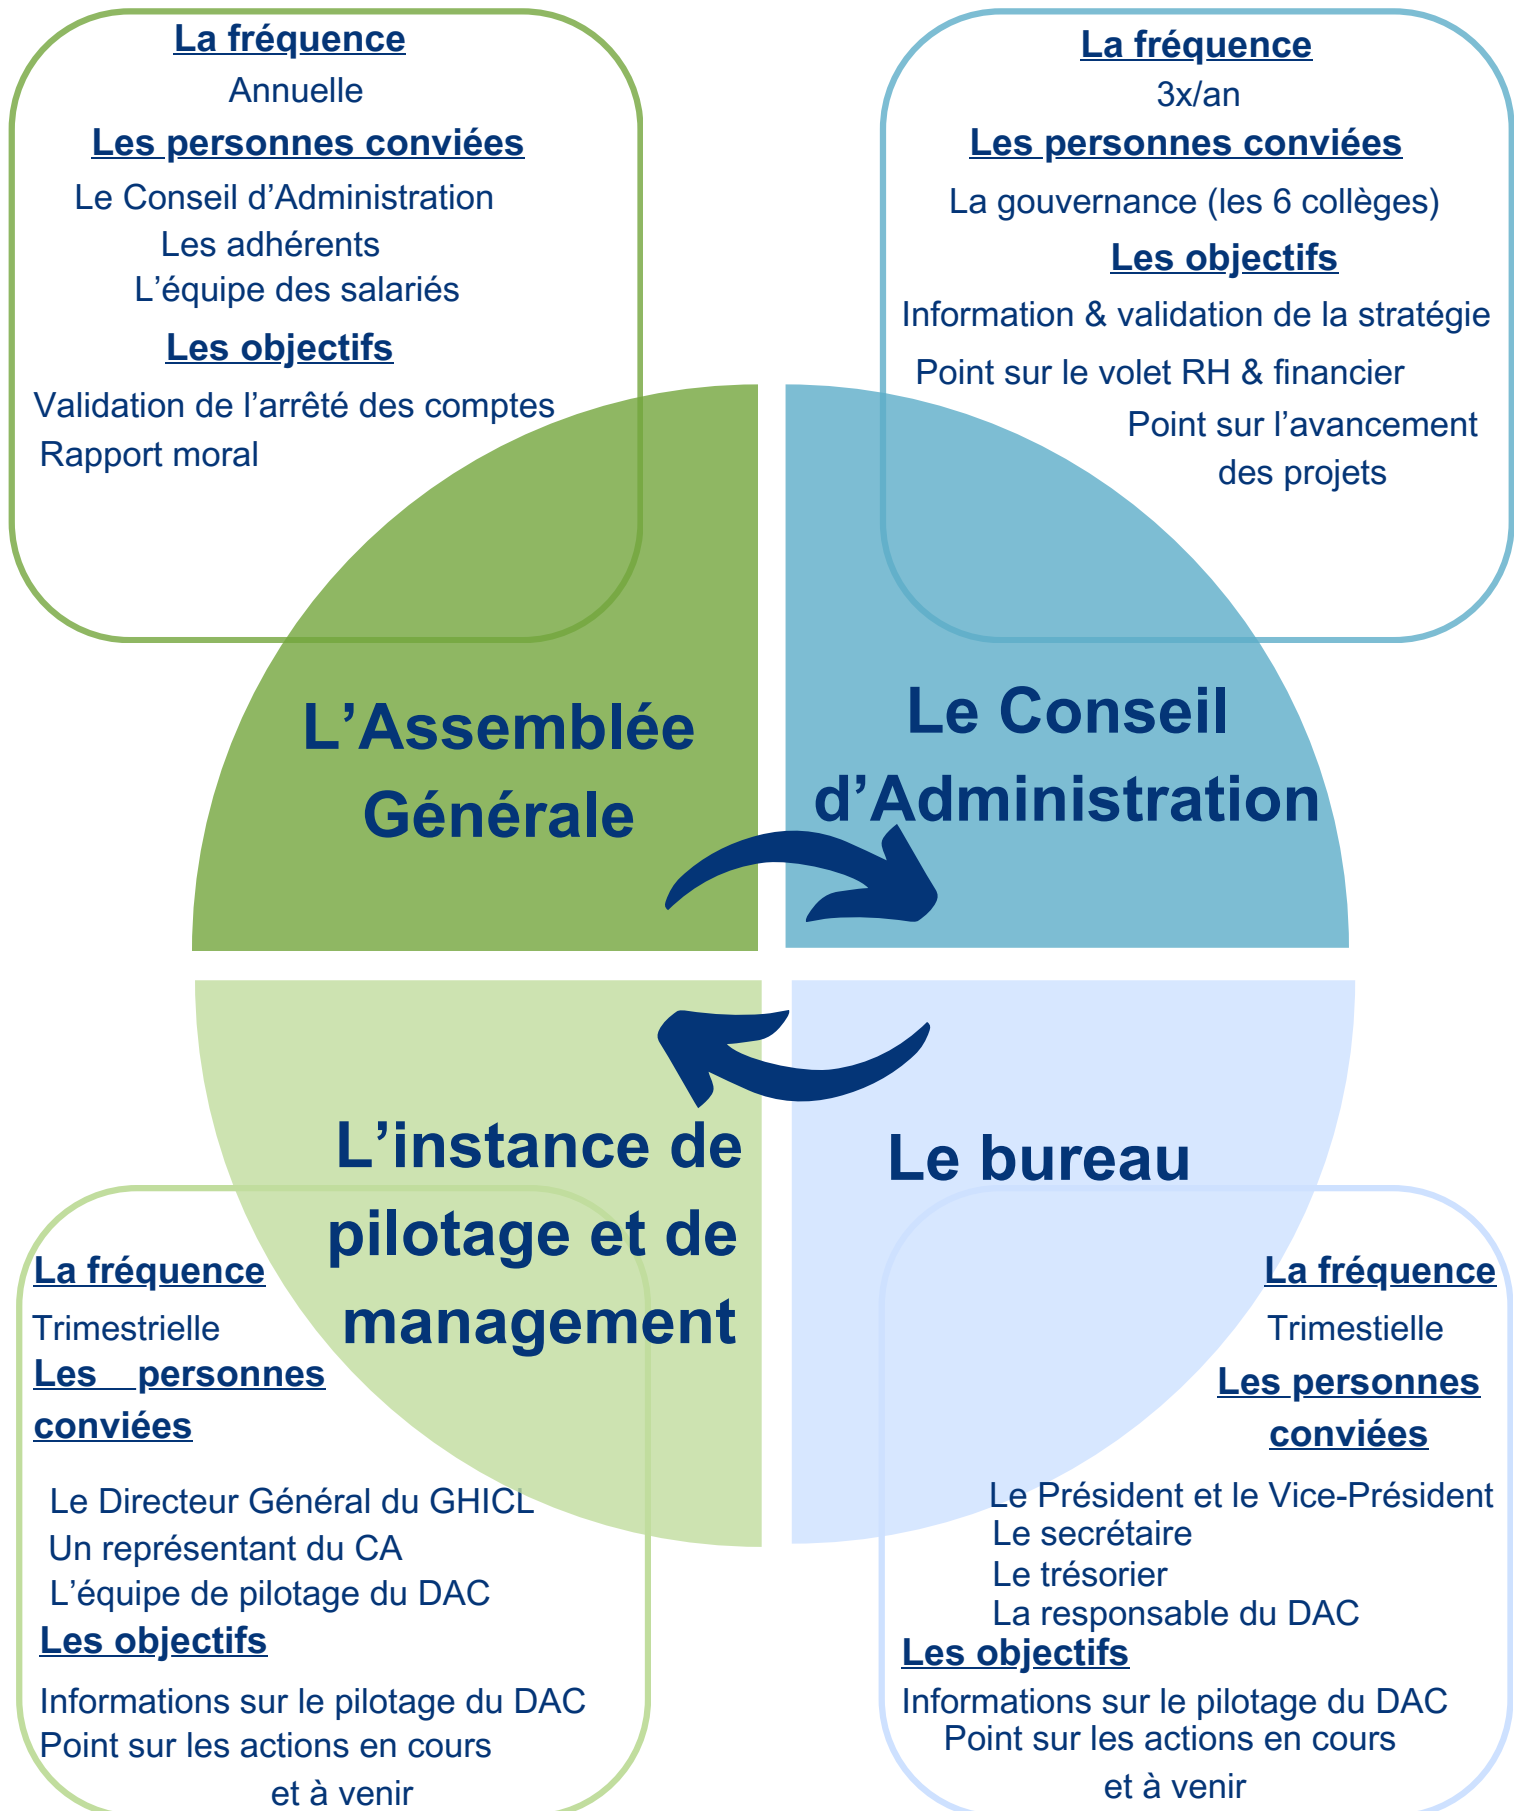 La fréquence
Annuelle
Les personnes conviées
Le Conseil d’Administration
Les adhérents
L’équipe des salariés
Les objectifs
Validation de l’arrêté des comptes
Rapport moral
La fréquence
3x/an
Les personnes conviées
La gouvernance (les 6 collèges)
Les objectifs
Information & validation de la stratégie
Point sur le volet RH & financier
Point sur l’avancement
des projets
L’Assemblée
Générale
Le Conseil
d’Administration
L’instance de
pilotage et de
management
Le bureau
La fréquence
Trimestrielle
Les personnes
conviées
Le Directeur Général du GHICL
Un représentant du CA
L’équipe de pilotage du DAC
Les objectifs
Informations sur le pilotage du DAC
Point sur les actions en cours
et à venir
La fréquence
Trimestielle
Les personnes
conviées
Le Président et le Vice-Président
Le secrétaire
Le trésorier
La responsable du DAC
Les objectifs
Informations sur le pilotage du DAC
Point sur les actions en cours
et à venir